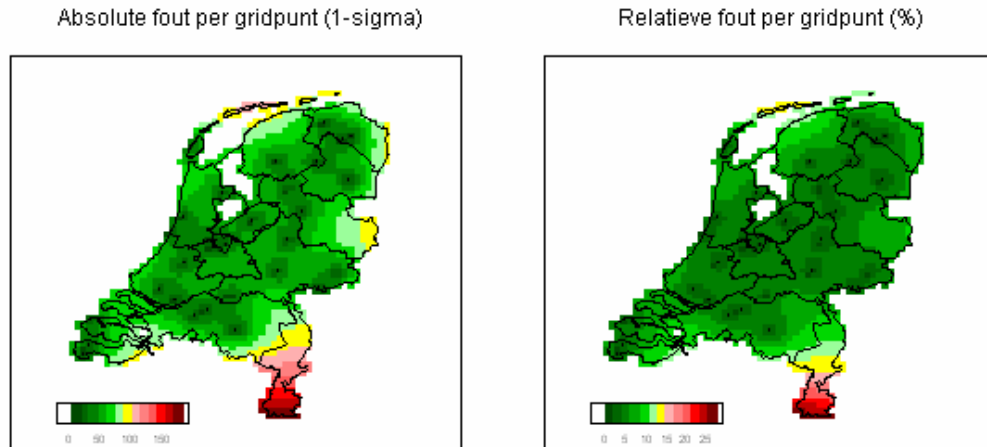 Absolute fout per gridpunt (1-sigma)
Relatieve fout per gridpunt (%)
0 50 100 150
0 5 10 15 20 25